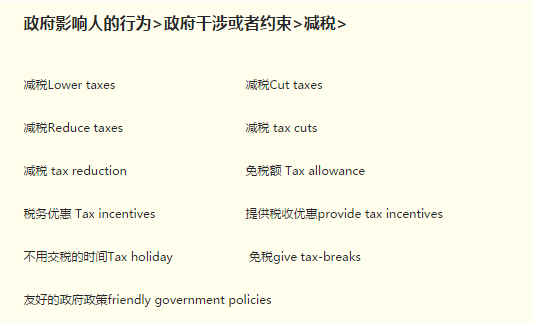 政府影响人的行为>政府干涉或者约束>减税>
减税Lower taxes 减税Cut taxes
减税Reduce taxes 减税 tax cuts
减税 tax reduction 免税额 Tax allowance
税务优惠 Tax incentives 提供税收优惠provide tax incentives
不用交税的时间Tax holiday 免税give tax-breaks
友好的政府政策friendly government policies